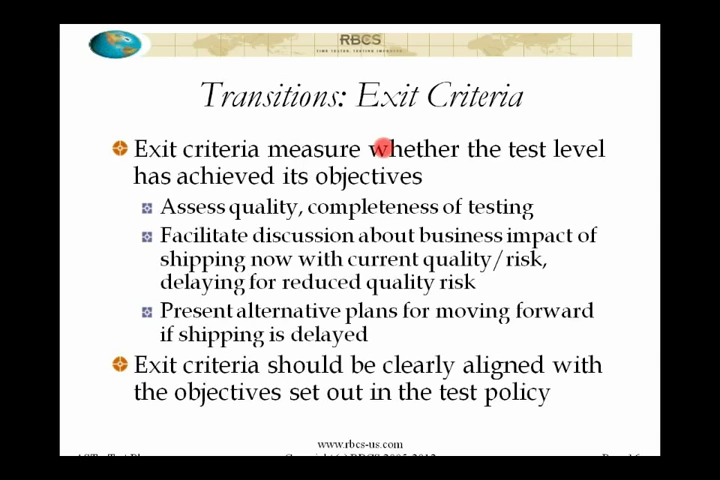 RBCS
Transitions: Exit Criteria
Exit criteria measure whether the test level
has achieved its objectives
Assess quality, completeness of testing
Facilitate discussion about business impact of
shipping now with current quality/risk,
delaying for reduced quality risk
Present alternative plans for moving forward
if shipping is delayed
Exit criteria should be clearly aligned with
the objectives set out in the test policy
www.rbcs-us.com